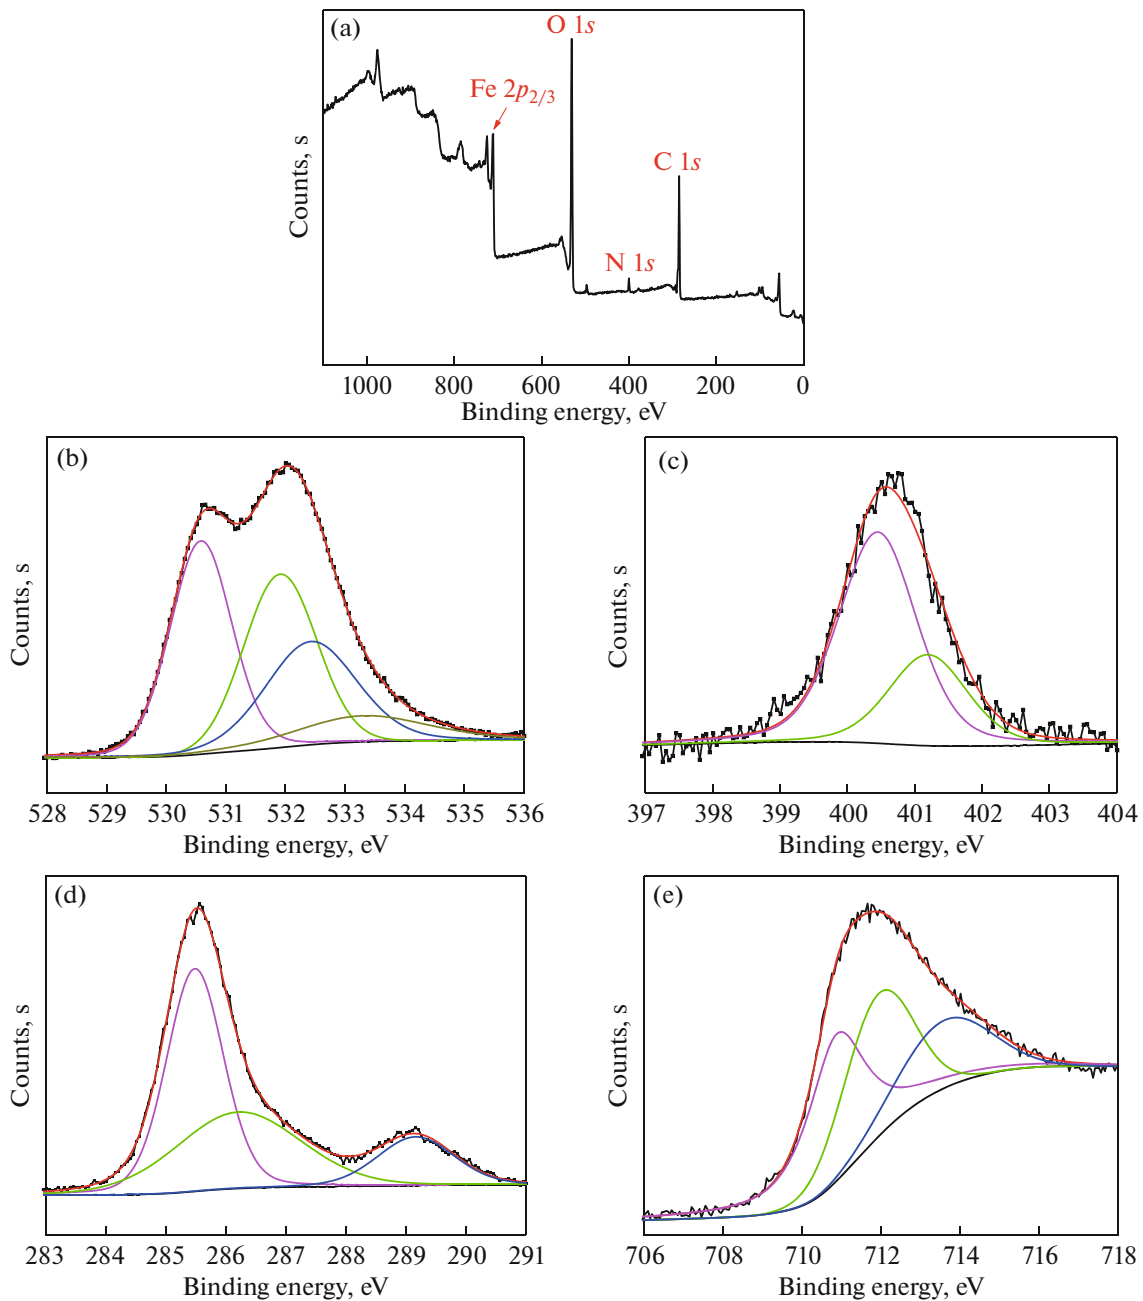 (a)
O 1s
Fe 2p2/3
C 1s
N 1s
Counts, s
1000 800 600 400 200 0
Binding energy, eV
(b)
Counts, s
528 529 530 531 532 533 534 535 536
Binding energy, eV
(c)
Counts, s
397 398 399 400 401 402 403 404
Binding energy, eV
(d)
Counts, s
283 284 285 286 287 288 289 290 291
Binding energy, eV
(e)
Counts, s
706 708 710 712 714 716 718
Binding energy, eV